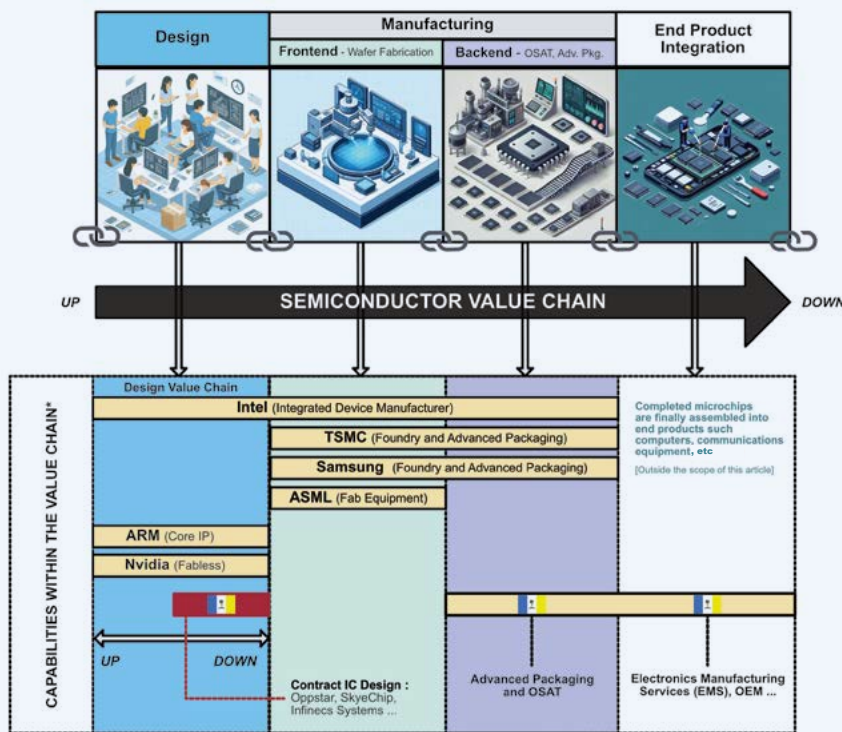 Design
Manufacturing
Frontend - Wafer Fabrication
Backend - OSAT, Adv. Pkg.
End Product
Integration
UP
SEMICONDUCTOR VALUE CHAIN
DOWN
CAPABILITIES WITHIN THE VALUE CHAIN*
Design Value Chain
Intel (Integrated Device Manufacturer)
TSMC (Foundry and Advanced Packaging)
Samsung (Foundry and Advanced Packaging)
ASML (Fab Equipment)
ARM (Core IP)
Nvidia (Fabless)
Completed microchips
are finally assembled into
end products such
computers, communications
equipment, etc
[Outside the scope of this article]
UP
DOWN
Contract IC Design :
Oppstar, SkyeChip,
Infinecs Systems ...
Advanced Packaging
and OSAT
Electronics Manufacturing
Services (EMS), OEM ...